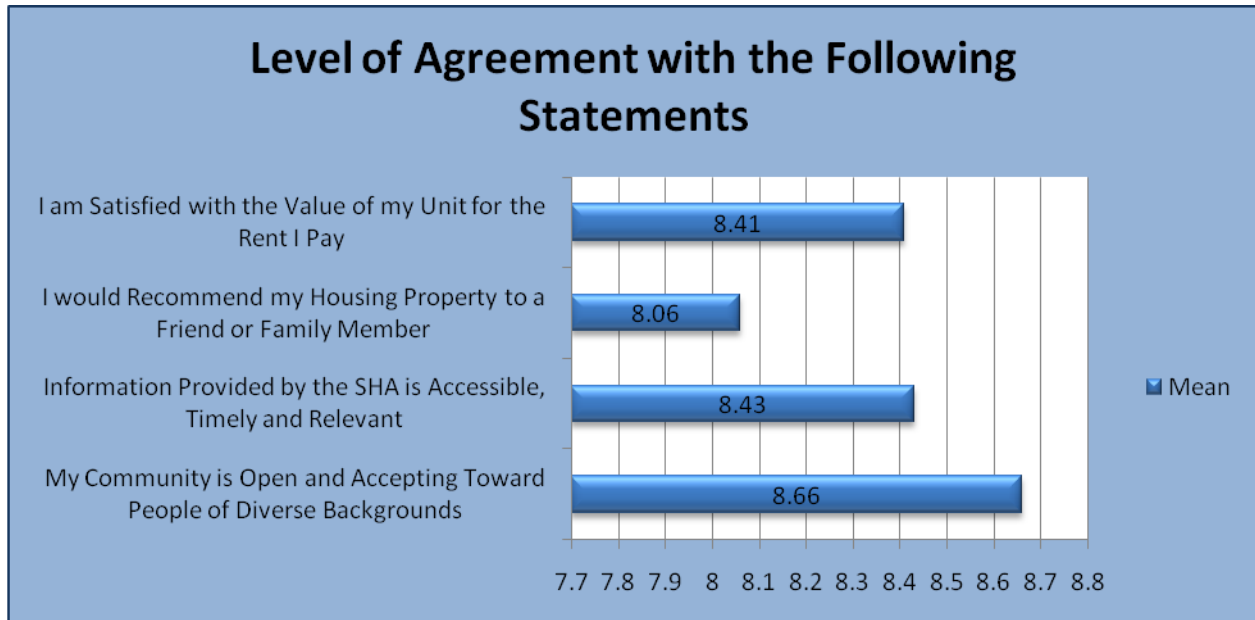 Level of Agreement with the Following
Statements
I am Satisfied with the Value of my Unit for the
Rent I Pay
8.41
I would Recommend my Housing Property to a
Friend or Family Member
8.06
Information Provided by the SHA is Accessible,
Timely and Relevant
8.43
Mean
My Community is Open and Accepting Toward
People of Diverse Backgrounds
8.66
7.7 7.8 7.9 8 8.1 8.2 8.3 8.4 8.5 8.6 8.7 8.8